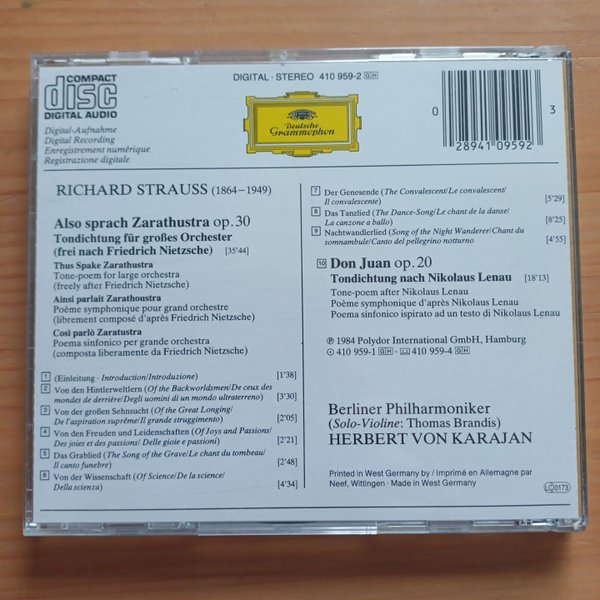 COMPACT
disc
DIGITAL AUDIO
Digital-Aufnahme
Digital Recording
Enregistrement numérique
Registrazione digitale
DIGITAL · STEREO 410 959-2 GH
Deutsche
Grammophon
0
28941 09592
3
RICHARD STRAUSS (1864–1949)
Also sprach Zarathustra op. 30
Tondichtung für großes Orchester
(frei nach Friedrich Nietzsche) [35'44]
Thus Spake Zarathustra
Tone-poem for large orchestra
(freely after Friedrich Nietzsche)
Ainsi parlait Zarathoustra
Poème symphonique pour grand orchestre
(librement composé d'après Friedrich Nietzsche)
Così parlò Zaratustra
Poema sinfonico per grande orchestra
(composta liberamente da Friedrich Nietzsche)
1 (Einleitung · Introduction/Introduzione) [1'38]
2 Von den Hinterweltlern (Of the Backworldsmen/De ceux des
mondes de derrière/Degli uomini di un mondo ultraterreno) [3'30]
3 Von der großen Sehnsucht (Of the Great Longing/
De l'aspiration suprême/Il grande struggimento) [2'05]
4 Von den Freuden und Leidenschaften (Of Joys and Passions/
Des joies et des passions/ Delle gioie e passioni) [2'21]
5 Das Grablied (The Song of the Grave/Le chant du tombeau/
Il canto funebre) [2'48]
6 Von der Wissenschaft (Of Science/De la science/
Della scienza) [4'34]
7 Der Genesende (The Convalescent/Le convalescent/
Il convalescente) [5'29]
8 Das Tanzlied (The Dance-Song/Le chant de la danse/
La canzone a ballo) [8'25]
9 Nachtwandlerlied (Song of the Night Wanderer/Chant du
somnambule/Canto del pellegrino notturno [4'55]
10 Don Juan op. 20
Tondichtung nach Nikolaus Lenau [18'13]
Tone-poem after Nikolaus Lenau
Poème symphonique d'après Nikolaus Lenau
Poema sinfonico ispirato ad un testo di Nikolaus Lenau
℗ 1984 Polydor International GmbH, Hamburg
410 959-1 GH · 410 959-4 GH
Berliner Philharmoniker
(Solo-Violine: Thomas Brandis)
HERBERT VON KARAJAN
Printed in West Germany by / Imprimé en Allemagne par
Neef, Wittingen · Made in West Germany
LC 0173